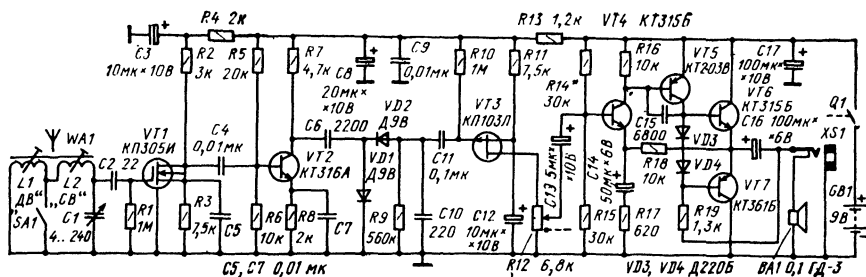 R4 2к
R13 1,2к
VT4 КТ315Б
C3
10мк×10В
R2
3к
R5
20к
R7
4,7к
C8
20мк×
×10В
C9
0,01мк
R10
1М
R11
7,5к
R14*
30к
R16
10к
VT5
КТ203В
C17
100мк×
×10В
VT6
КТ315Б
C16 100мк×
×6В
Q1
XS1
WA1
VT1
КП305И
C4
0,01мк
C6 2200
VD2
Д9В
VT3
КП103Л
C15
6800
VD3
L1
„ДВ“
L2
„СВ“
C2 22
VT2
КТ316А
VD1
Д9В
C11
0,1мк
C13 5мк×
×10В
C14
50мк×6В
R18
10к
VD4
VT7
КТ361Б
GB1
9В
SA1
C1
4...240
R1
1М
R3
7,5к
C5
R6
10к
R8
2к
C7
R9
560к
C10
220
C12
10мк×
×10В
R12
6,8к
R15
30к
R17
620
R19
1,3к
C5, C7 0,01 мк
VD3, VD4 Д220Б
BA1 0,1 ГД-3